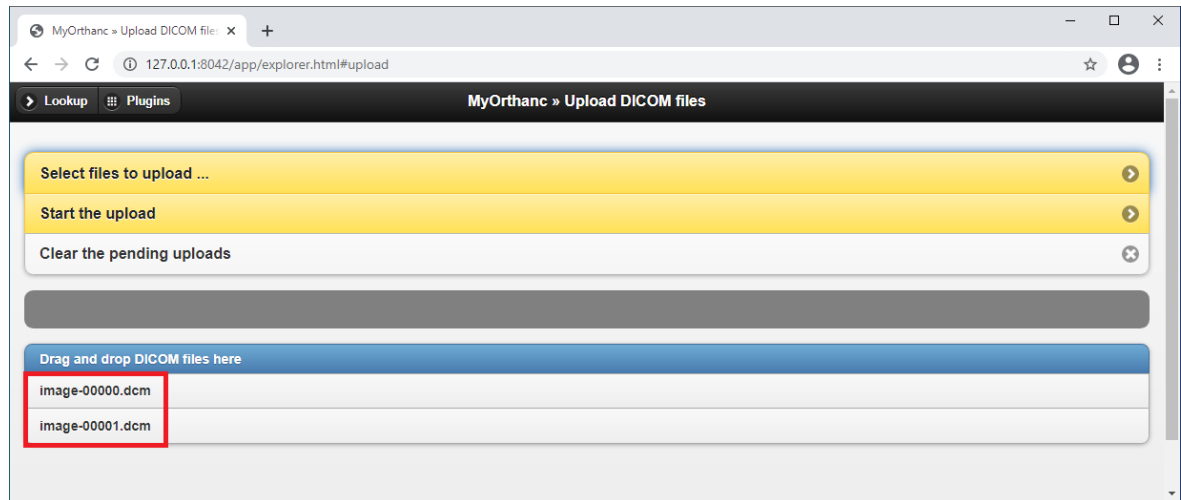 MyOrthanc » Upload DICOM file:
127.0.0.1:8042/app/explorer.html#upload
Lookup Plugins MyOrthanc » Upload DICOM files
Select files to upload ...
Start the upload
Clear the pending uploads
Drag and drop DICOM files here
image-00000.dcm
image-00001.dcm